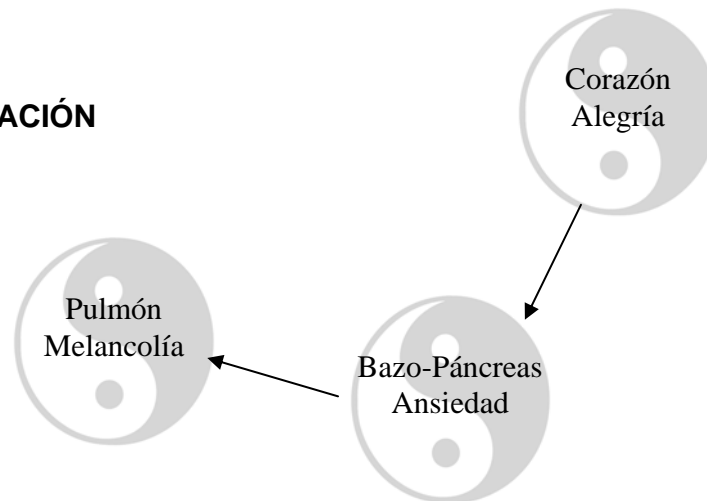 ACIÓN
Corazón
Alegría
Pulmón
Melancolía
Bazo-Páncreas
Ansiedad